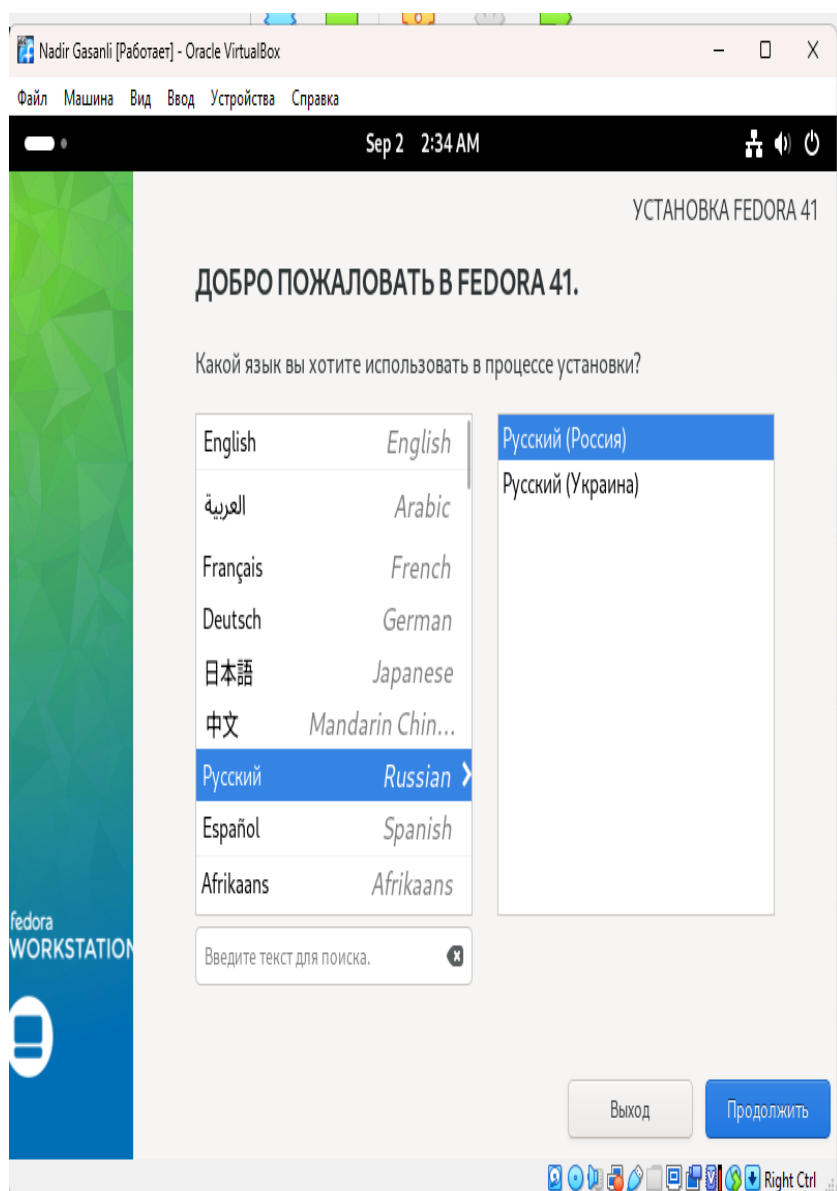 Nadir Gasanli [Работает] - Oracle VirtualBox
Файл Машина Вид Ввод Устройства Справка
Sep 2 2:34 AM
УСТАНОВКА FEDORA 41
ДОБРО ПОЖАЛОВАТЬ В FEDORA 41.
Какой язык вы хотите использовать в процессе установки?
English English
العربية Arabic
Français French
Deutsch German
日本語 Japanese
中文 Mandarin Chin...
Русский Russian
Español Spanish
Afrikaans Afrikaans
Русский (Россия)
Русский (Украина)
Введите текст для поиска.
fedora
WORKSTATION
Выход Продолжить
Right Ctrl